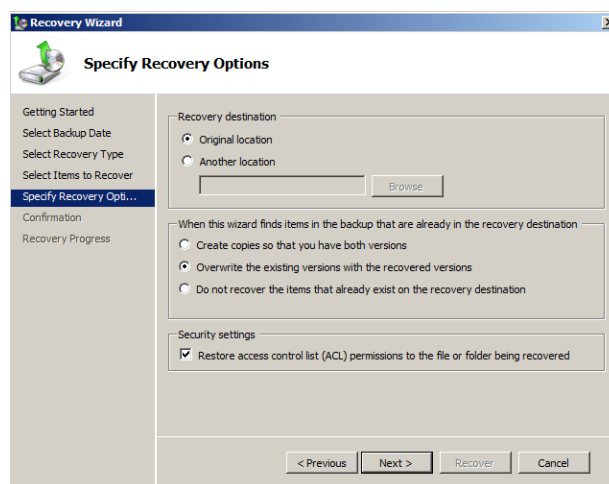 Recovery Wizard
Specify Recovery Options
Getting Started
Select Backup Date
Select Recovery Type
Select Items to Recover
Specify Recovery Opti...
Confirmation
Recovery Progress
Recovery destination
Original location
Another location
Browse
When this wizard finds items in the backup that are already in the recovery destination
Create copies so that you have both versions
Overwrite the existing versions with the recovered versions
Do not recover the items that already exist on the recovery destination
Security settings
Restore access control list (ACL) permissions to the file or folder being recovered
< Previous Next > Recover Cancel